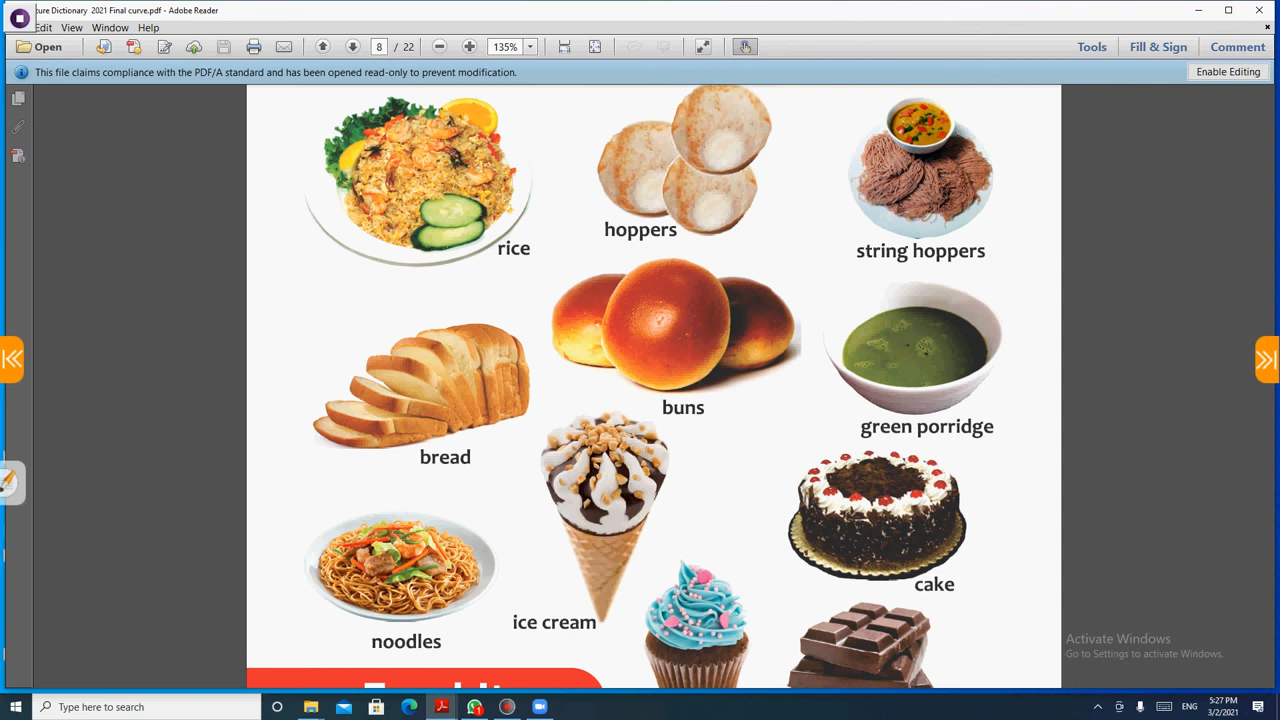 ture Dictionary 2021 Final curve.pdf - Adobe Reader
Edit View Window Help
Open 8 / 22 135% Tools Fill & Sign Comment
This file claims compliance with the PDF/A standard and has been opened read-only to prevent modification. Enable Editing
rice
hoppers
string hoppers
buns
green porridge
bread
cake
ice cream
noodles
Activate Windows
Go to Settings to activate Windows.
Type here to search
ENG
5:27 PM
3/2/2021